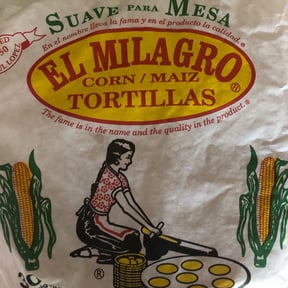 SUAVE PARA MESA
En el nombre lleva la fama y en el producto la calidad.
EL MILAGRO
CORN / MAIZ
TORTILLAS
®
The fame is in the name and the quality in the product.
®